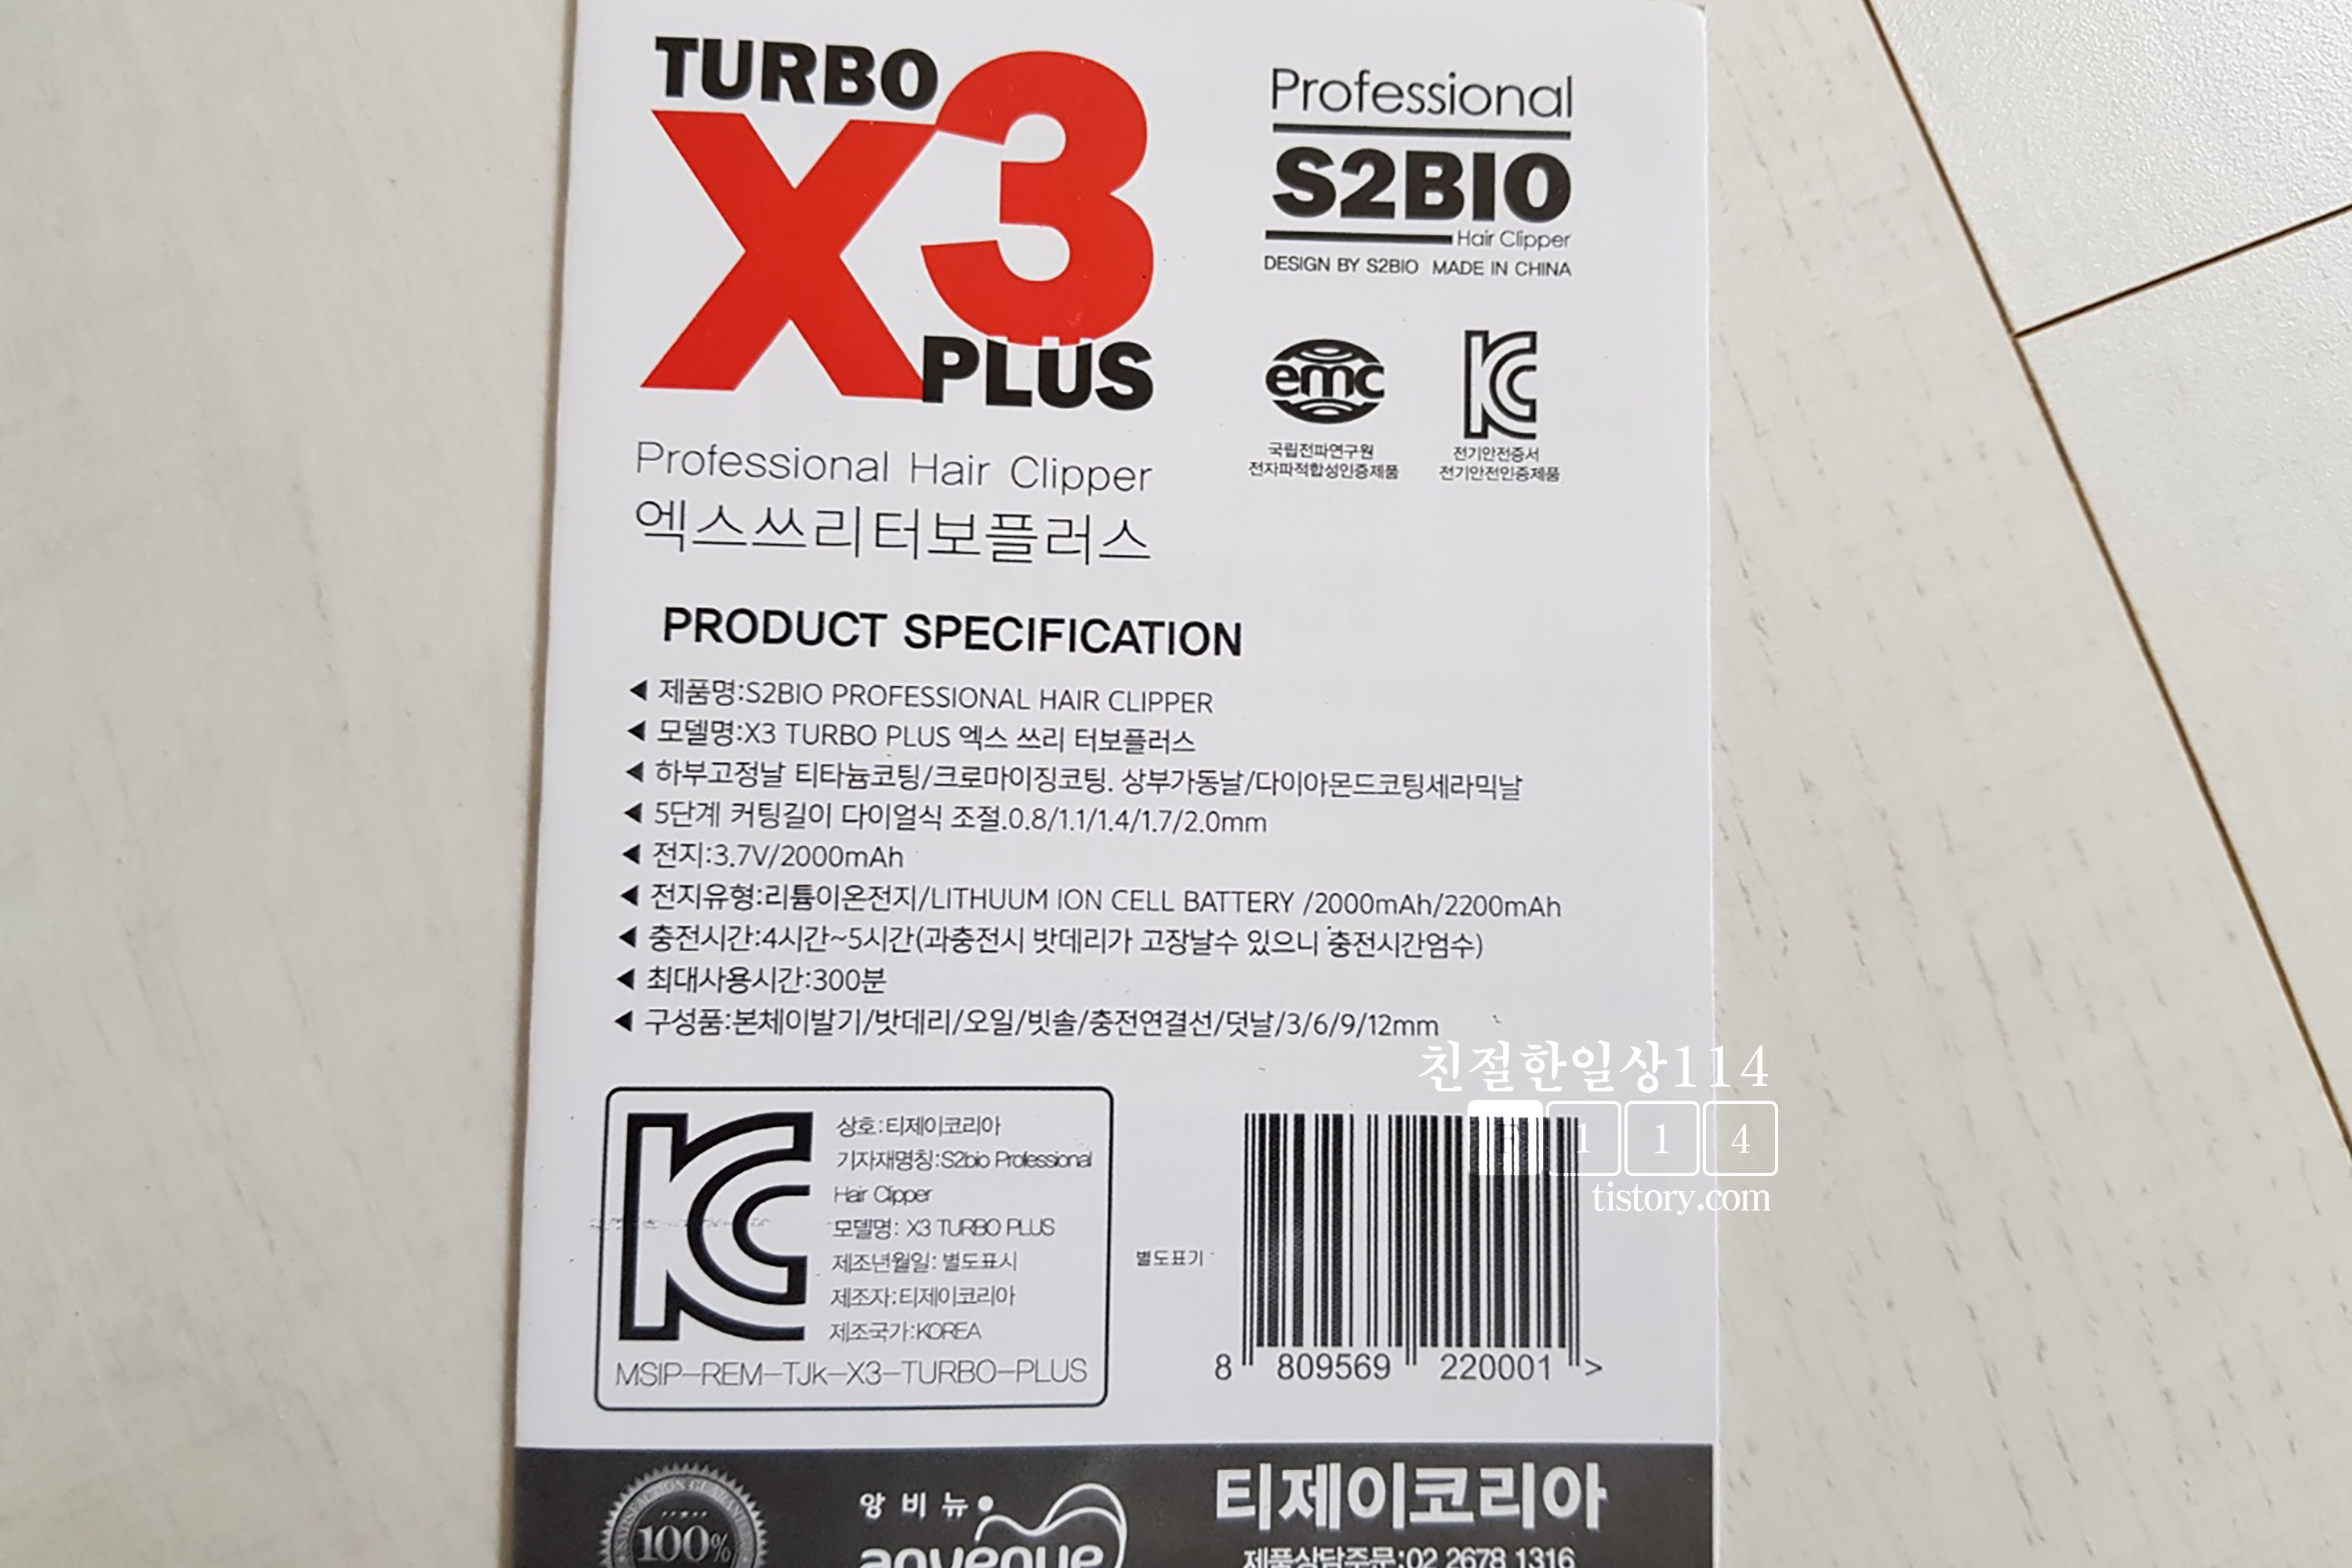 TURBO
X3
PLUS
Professional Hair Clipper
엑스쓰리터보플러스
Professional
S2BIO
Hair Clipper
DESIGN BY S2BIO MADE IN CHINA
emc
국립전파연구원
전자파적합성인증제품
전기안전증서
전기안전인증제품
PRODUCT SPECIFICATION
◀ 제품명:S2BIO PROFESSIONAL HAIR CLIPPER
◀ 모델명:X3 TURBO PLUS 엑스 쓰리 터보플러스
◀ 하부고정날 티타늄코팅/크로마이징코팅. 상부가동날/다이아몬드코팅세라믹날
◀ 5단계 커팅길이 다이얼식 조절.0.8/1.1/1.4/1.7/2.0mm
◀ 전지:3.7V/2000mAh
◀ 전지유형:리튬이온전지/LITHUUM ION CELL BATTERY /2000mAh/2200mAh
◀ 충전시간:4시간~5시간(과충전시 밧데리가 고장날수 있으니 충전시간엄수)
◀ 최대사용시간:300분
◀ 구성품:본체이발기/밧데리/오일/빗솔/충전연결선/덧날/3/6/9/12mm
친절한일상114
1 1 4
tistory.com
상호:티제이코리아
기자재명칭:S2bio Professional
Hair Clipper
모델명: X3 TURBO PLUS
제조년월일: 별도표시
제조자:티제이코리아
제조국가:KOREA
MSIP-REM-TJk-X3-TURBO-PLUS
별도표기
8 809569 220001 >
100%
앙비뉴
anvenue
티제이코리아
제품상담주문:02 2678 1316